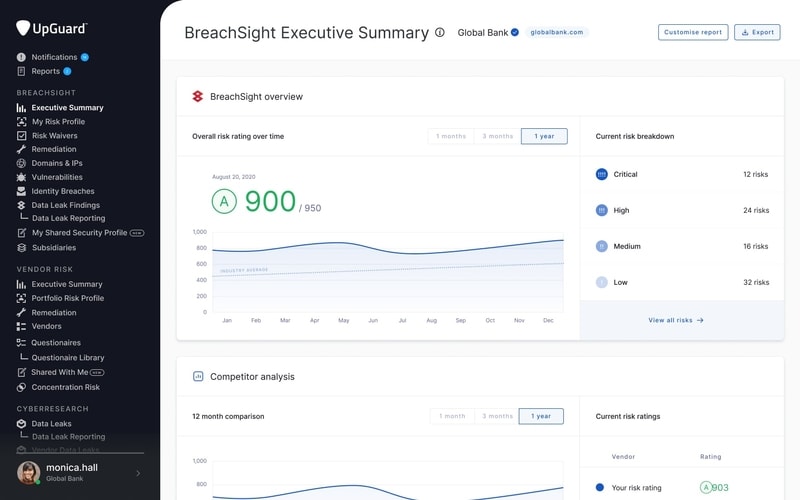 UpGuard
Notifications
Reports
BREACHSIGHT
Executive Summary
My Risk Profile
Risk Waivers
Remediation
Domains & IPs
Vulnerabilities
Identity Breaches
Data Leak Findings
Data Leak Reporting
My Shared Security Profile NEW
Subsidiaries
VENDOR RISK
Executive Summary
Portfolio Risk Profile
Remediation
Vendors
Questionaires
Questionaire Library
Shared With Me NEW
Concentration Risk
CYBERRESEARCH
Data Leaks
Data Leak Reporting
Vendor Data Leaks
monica.hall
Global Bank
BreachSight Executive Summary
Global Bank globalbank.com
Customise report Export
BreachSight overview
Overall risk rating over time
1 months 3 months 1 year
August 20, 2020
A 900 / 950
1,000
800
600
400
200
0
INDUSTRY AVERAGE
Jan Feb Mar Apr May Jun Jul Aug Sep Oct Nov Dec
Current risk breakdown
Critical 12 risks
High 24 risks
Medium 16 risks
Low 32 risks
View all risks
Competitor analysis
12 month comparison
1 month 3 months 1 year
1,000
800
Current risk ratings
Vendor Rating
Your risk rating A 903